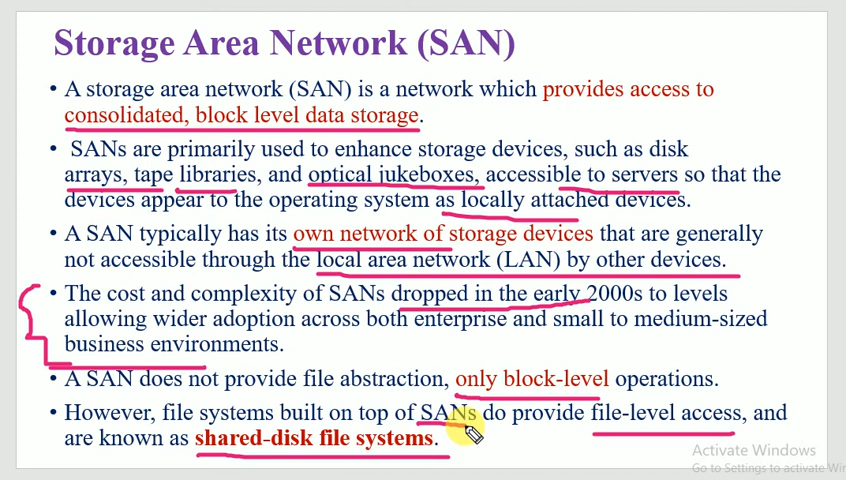 Storage Area Network (SAN)
• A storage area network (SAN) is a network which provides access to
consolidated, block level data storage.
• SANs are primarily used to enhance storage devices, such as disk
arrays, tape libraries, and optical jukeboxes, accessible to servers so that the
devices appear to the operating system as locally attached devices.
• A SAN typically has its own network of storage devices that are generally
not accessible through the local area network (LAN) by other devices.
• The cost and complexity of SANs dropped in the early 2000s to levels
allowing wider adoption across both enterprise and small to medium-sized
business environments.
• A SAN does not provide file abstraction, only block-level operations.
• However, file systems built on top of SANs do provide file-level access, and
are known as shared-disk file systems.
Activate Windows
Go to Settings to activate Wir